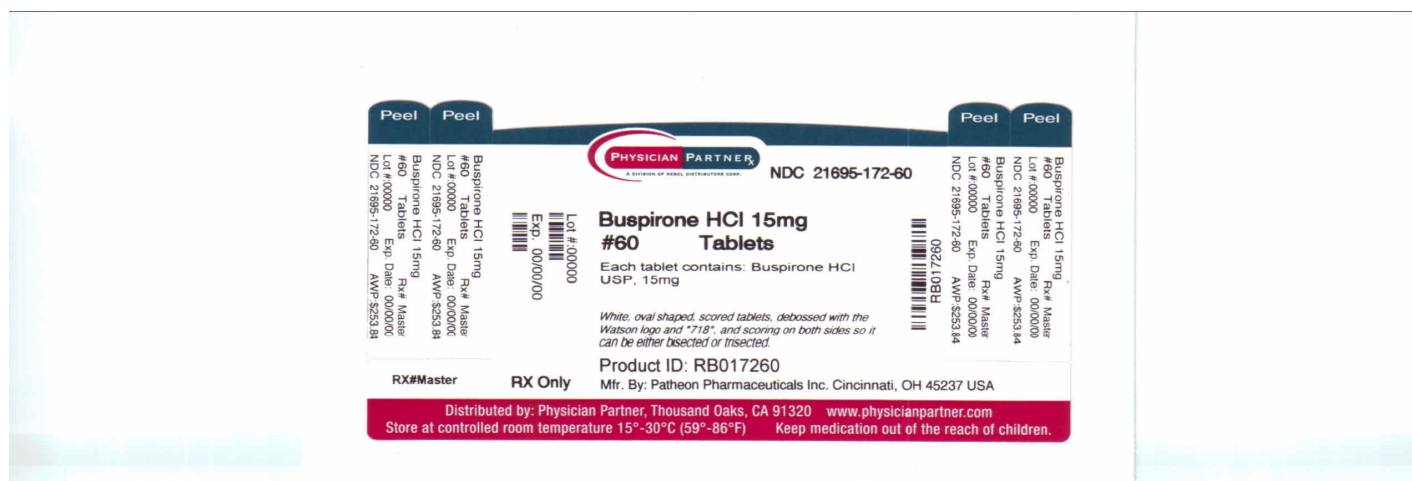 Peel
Peel
Buspirone HCl 15mg
#60 Tablets Rx# Master
Lot #:00000 Exp. Date: 00/00/00
NDC 21695-172-60 AWP:$253.84
Buspirone HCl 15mg
#60 Tablets Rx# Master
Lot #:00000 Exp. Date: 00/00/00
NDC 21695-172-60 AWP:$253.84
RX#Master
Lot #:00000
Exp. 00/00/00
RX Only
PHYSICIAN PARTNER Rx
A DIVISION OF REBEL DISTRIBUTORS CORP.
NDC 21695-172-60
Buspirone HCl 15mg
#60 Tablets
Each tablet contains: Buspirone HCl
USP, 15mg
White, oval shaped, scored tablets, debossed with the
Watson logo and "718", and scoring on both sides so it
can be either bisected or trisected.
Product ID: RB017260
Mfr. By: Patheon Pharmaceuticals Inc. Cincinnati, OH 45237 USA
RB017260
Peel
Peel
Buspirone HCl 15mg
#60 Tablets Rx# Master
Lot #:00000 Exp. Date: 00/00/00
NDC 21695-172-60 AWP:$253.84
Buspirone HCl 15mg
#60 Tablets Rx# Master
Lot #:00000 Exp. Date: 00/00/00
NDC 21695-172-60 AWP:$253.84
Distributed by: Physician Partner, Thousand Oaks, CA 91320 www.physicianpartner.com
Store at controlled room temperature 15°-30°C (59°-86°F) Keep medication out of the reach of children.